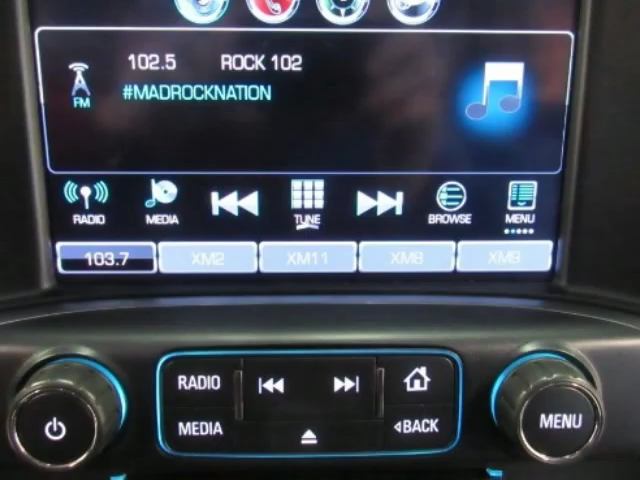 102.5 ROCK 102
FM #MADROCKNATION
RADIO MEDIA TUNE BROWSE MENU
103.7 XM2 XM11 XM8 XM9
RADIO
MEDIA BACK MENU